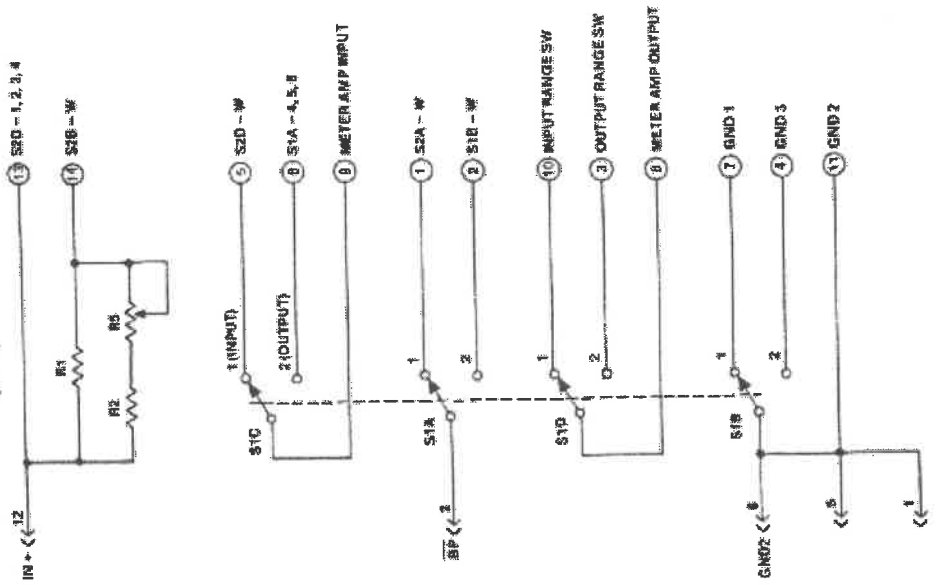 IN + 12
13 S2D – 1, 2, 3, 4
14 S2B – W
R1
R2
R5
S1C
1 (INPUT)
5 S2D – W
2 (OUTPUT)
S1A – 4, 5, 6
9 METER AMP INPUT
BP 2
S1A
1
1 S2A – W
2
2 S1B – W
S1D
1
10 INPUT RANGE SW
2
3 OUTPUT RANGE SW
METER AMP OUTPUT
GND2 6
S1B
1
7 GND 1
2
4 GND 3
5
11 GND 2
1